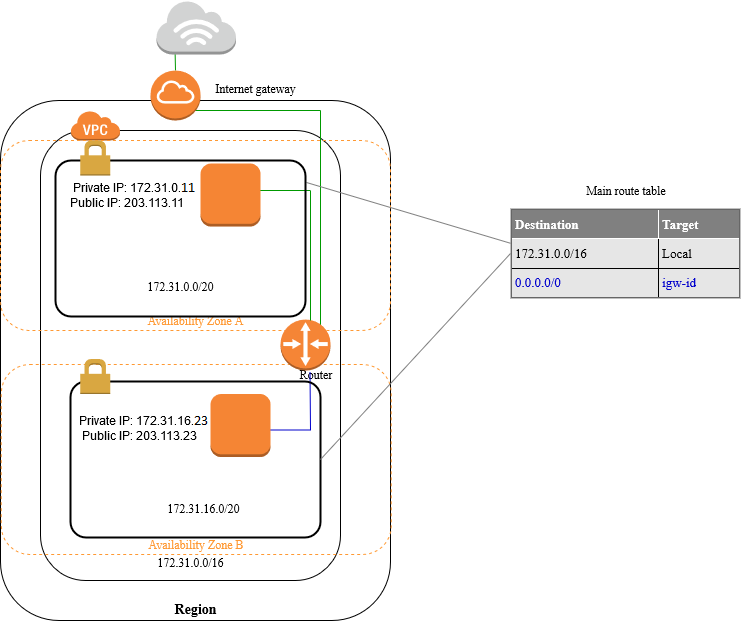 Internet gateway
VPC
Private IP: 172.31.0.11
Public IP: 203.113.11
172.31.0.0/20
Availability Zone A
Main route table
Destination Target
172.31.0.0/16 Local
0.0.0.0/0 igw-id
Router
Private IP: 172.31.16.23
Public IP: 203.113.23
172.31.16.0/20
Availability Zone B
172.31.0.0/16
Region